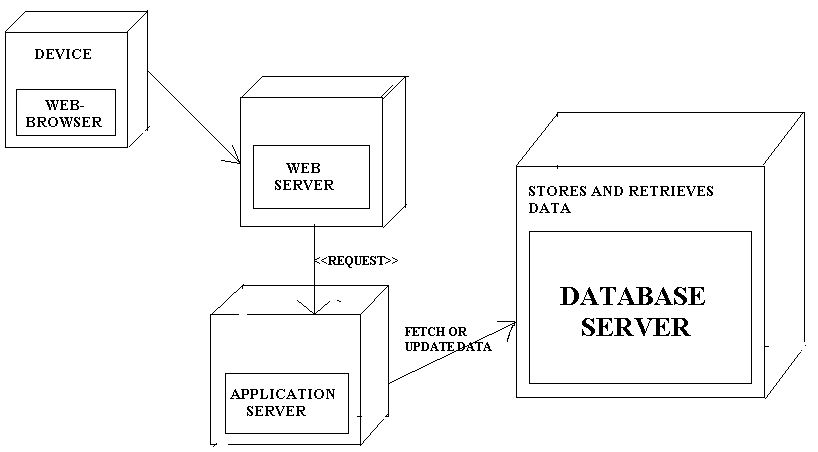 DEVICE
WEB-
BROWSER
WEB
SERVER
<<REQUEST>>
APPLICATION
SERVER
FETCH OR
UPDATE DATA
STORES AND RETRIEVES
DATA
DATABASE
SERVER